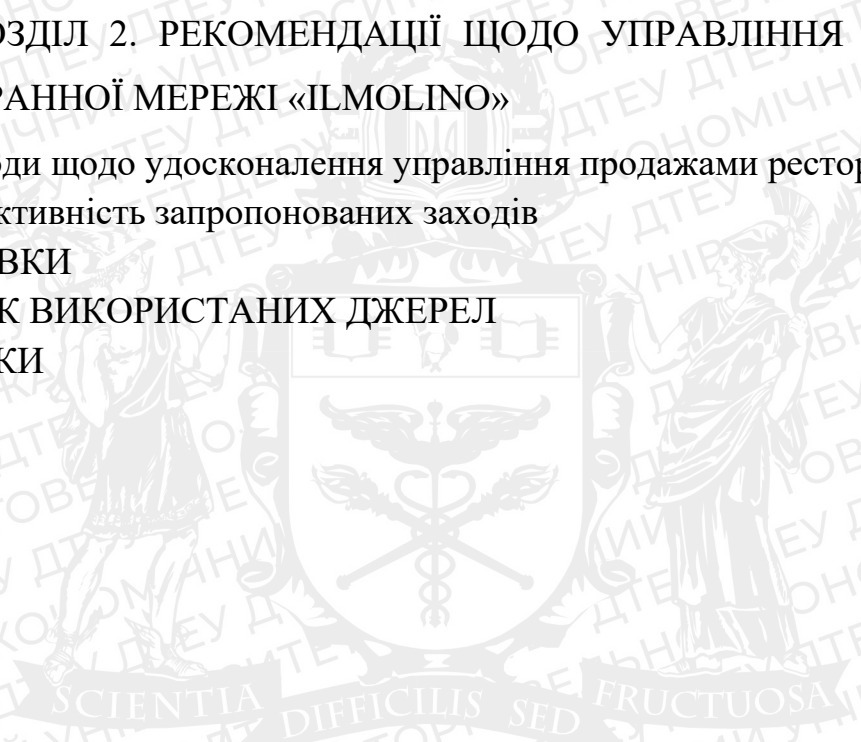 ОЗДІЛ 2. РЕКОМЕНДАЦІЇ ЩОДО УПРАВЛІННЯ
РАННОЇ МЕРЕЖІ «ILMOLINO»
оди щодо удосконалення управління продажами рестор
ктивність запропонованих заходів
ВКИ
К ВИКОРИСТАНИХ ДЖЕРЕЛ
КИ
SCIENTIA DIFFICILIS SED FRUCTUOSA